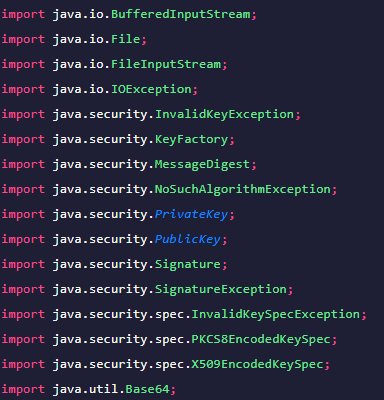 import java.io.BufferedInputStream;
import java.io.File;
import java.io.FileInputStream;
import java.io.IOException;
import java.security.InvalidKeyException;
import java.security.KeyFactory;
import java.security.MessageDigest;
import java.security.NoSuchAlgorithmException;
import java.security.PrivateKey;
import java.security.PublicKey;
import java.security.Signature;
import java.security.SignatureException;
import java.security.spec.InvalidKeySpecException;
import java.security.spec.PKCS8EncodedKeySpec;
import java.security.spec.X509EncodedKeySpec;
import java.util.Base64;